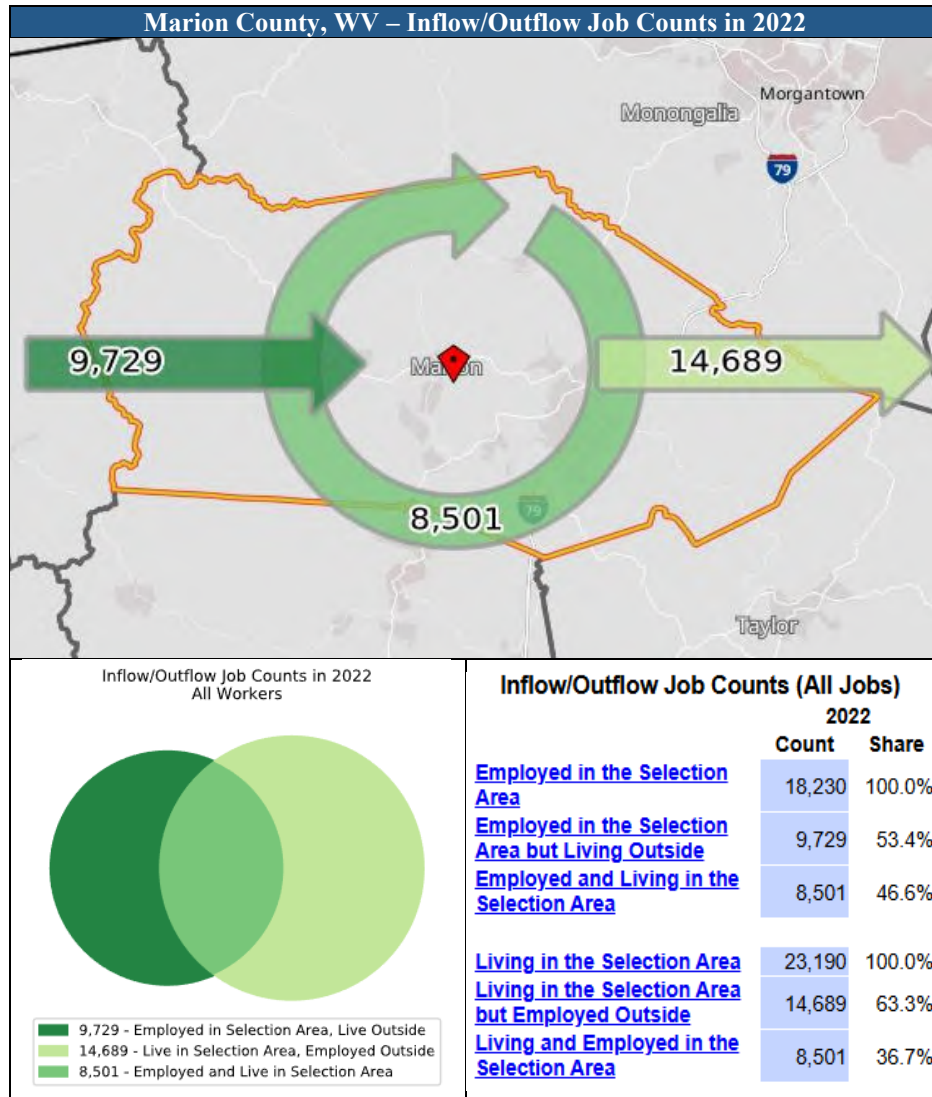 Marion County, WV – Inflow/Outflow Job Counts in 2022
Morgantown
Monongalia
79
9,729
Marion
14,689
8,501
79
Taylor
Inflow/Outflow Job Counts in 2022
All Workers
9,729 - Employed in Selection Area, Live Outside
14,689 - Live in Selection Area, Employed Outside
8,501 - Employed and Live in Selection Area
Inflow/Outflow Job Counts (All Jobs)
2022
Count Share
Employed in the Selection
Area 18,230 100.0%
Employed in the Selection
Area but Living Outside 9,729 53.4%
Employed and Living in the
Selection Area 8,501 46.6%
Living in the Selection Area 23,190 100.0%
Living in the Selection Area
but Employed Outside 14,689 63.3%
Living and Employed in the
Selection Area 8,501 36.7%